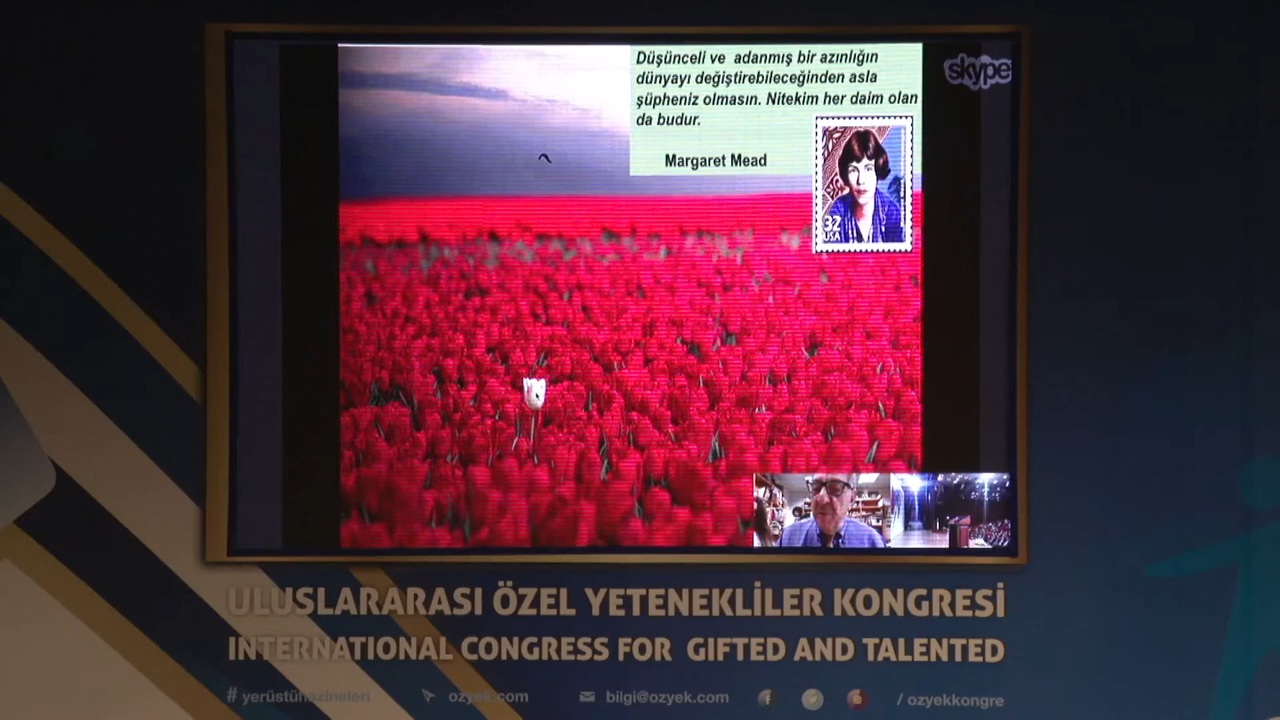 Düşünceli ve adanmış bir azınlığın
dünyayı değiştirebileceğinden asla
şüpheniz olmasın. Nitekim her daim olan
da budur.
Margaret Mead
skype
32
USA
ULUSLARARASI ÖZEL YETENEKLİLER KONGRESİ
INTERNATIONAL CONGRESS FOR GIFTED AND TALENTED
# yerüstühazineleri ozyek.com bilgi@ozyek.com / ozyekkongre